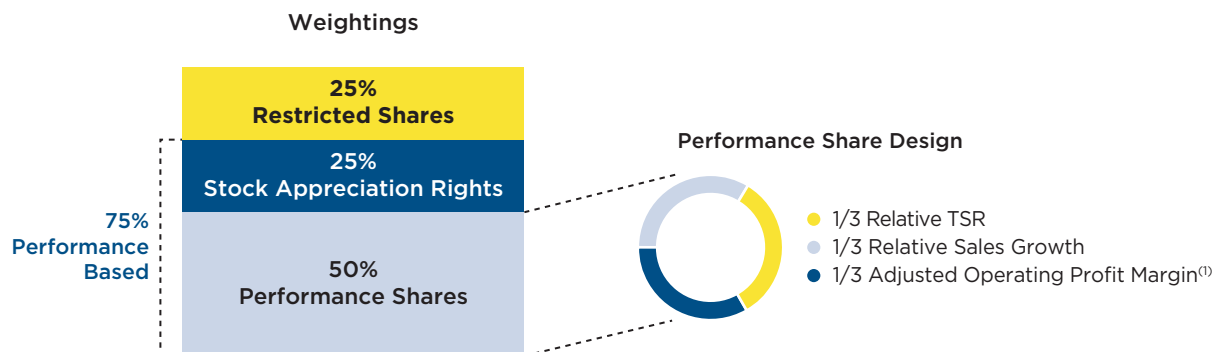 Weightings
25%
Restricted Shares
25%
Stock Appreciation Rights
75%
Performance
Based
50%
Performance Shares
Performance Share Design
1/3 Relative TSR
1/3 Relative Sales Growth
1/3 Adjusted Operating Profit Margin(1)